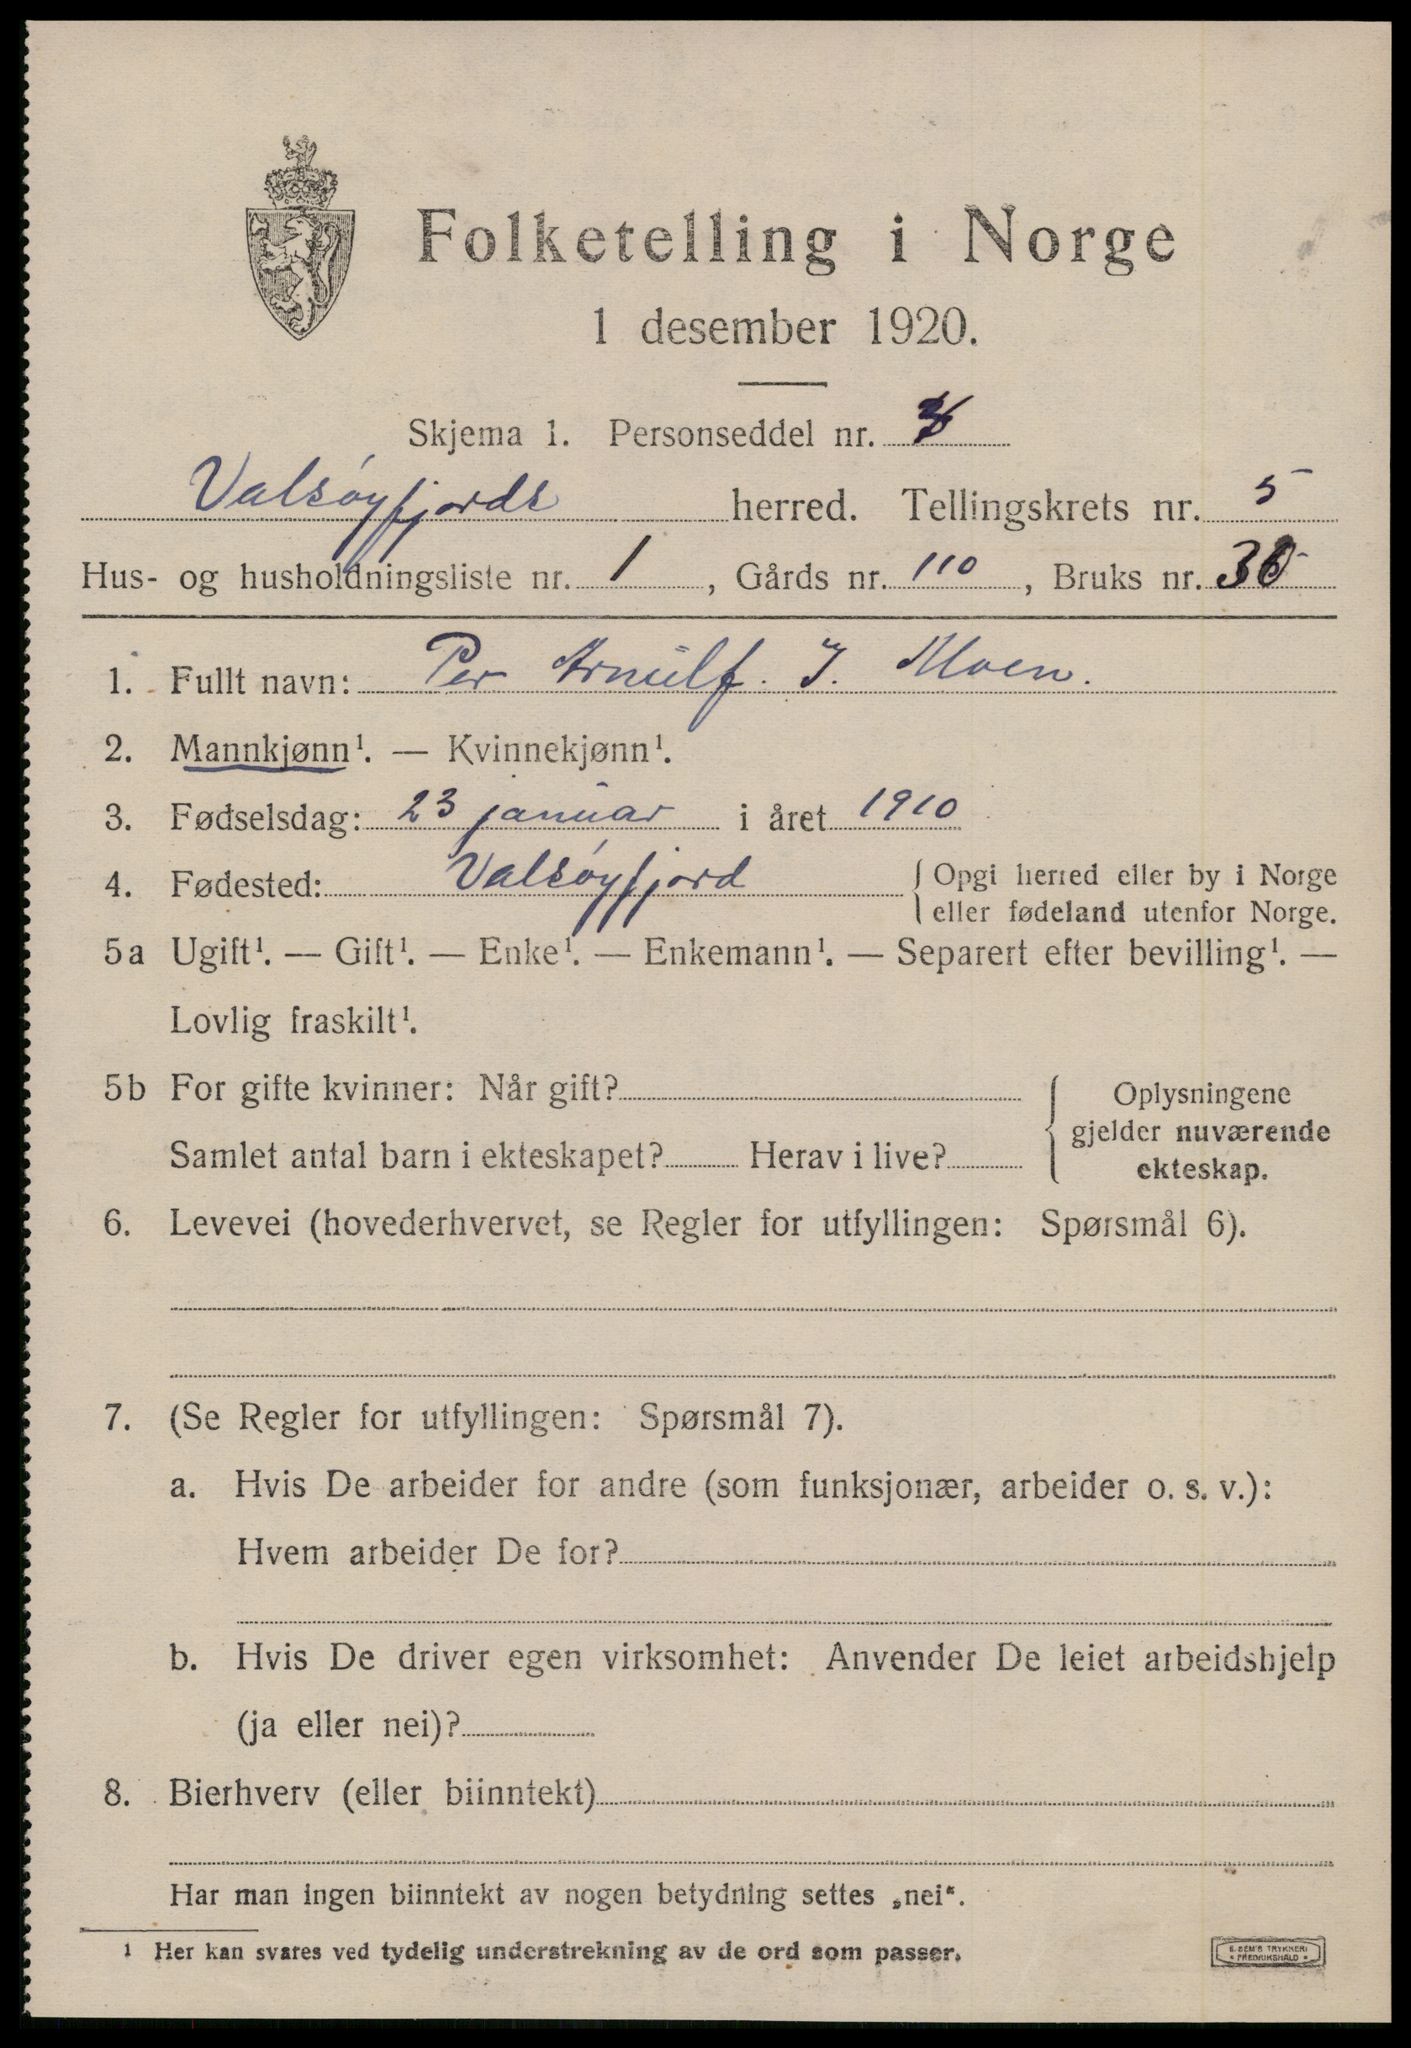 Folketelling i Norge
1 desember 1920.
Skjema 1. Personseddel nr.
Valsøyfjords herred. Tellingskrets nr. 5
Hus- og husholdningsliste nr. 1, Gårds nr. 110, Bruks nr.
1. Fullt navn: Per Arnulf. I. Moen.
2. Mannkjønn¹. — Kvinnekjønn¹.
3. Fødselsdag: 23 januar i året 1910
4. Fødested: Valsøyfjord { Opgi herred eller by i Norge
eller fødeland utenfor Norge.
5a Ugift¹. — Gift¹. — Enke¹. — Enkemann¹. — Separert efter bevilling¹. —
Lovlig fraskilt¹.
5b For gifte kvinner: Når gift? { Oplysningene
gjelder nuværende
Samlet antal barn i ekteskapet? Herav i live? ekteskap.
6. Levevei (hovederhvervet, se Regler for utfyllingen: Spørsmål 6).
7. (Se Regler for utfyllingen: Spørsmål 7).
a. Hvis De arbeider for andre (som funksjonær, arbeider o. s. v.):
Hvem arbeider De for?
b. Hvis De driver egen virksomhet: Anvender De leiet arbeidshjelp
(ja eller nei)?
8. Bierhverv (eller biinntekt)
Har man ingen biinntekt av nogen betydning settes „nei“.
1 Her kan svares ved tydelig understrekning av de ord som passer.
E. SEM'S TRYKKERI
* FREDRIKSHALD *